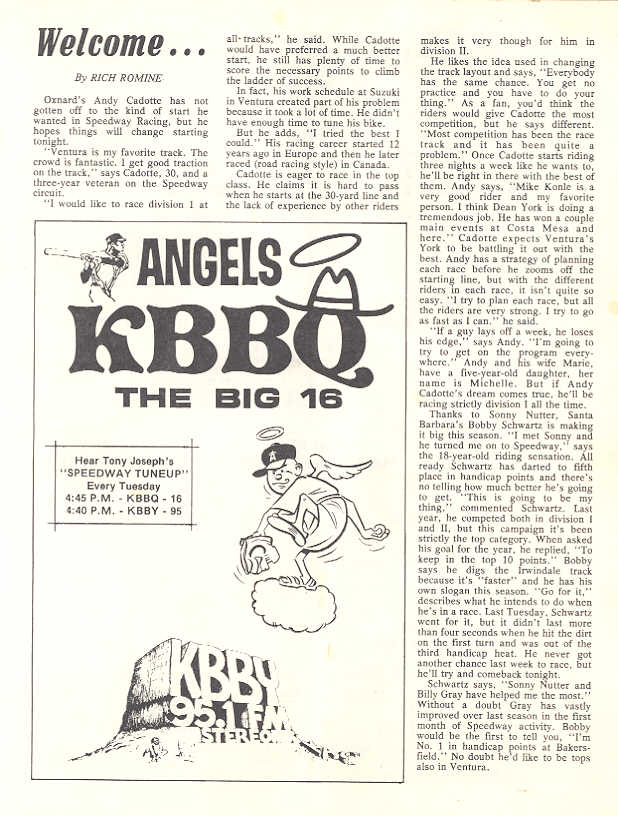 Welcome...
By RICH ROMINE
Oxnard's Andy Cadotte has not
gotten off to the kind of start he
wanted in Speedway Racing, but he
hopes things will change starting
tonight.
"Ventura is my favorite track. The
crowd is fantastic. I get good traction
on the track," says Cadotte, 30, and a
three-year veteran on the Speedway
circuit.
"I would like to race division 1 at
all-tracks," he said. While Cadotte
would have preferred a much better
start, he still has plenty of time to
score the necessary points to climb
the ladder of success.
In fact, his work schedule at Suzuki
in Ventura created part of his problem
because it took a lot of time. He didn't
have enough time to tune his bike.
But he adds, "I tried the best I
could." His racing career started 12
years ago in Europe and then he later
raced (road racing style) in Canada.
Cadotte is eager to race in the top
class. He claims it is hard to pass
when he starts at the 30-yard line and
the lack of experience by other riders
makes it very though for him in
division II.
He likes the idea used in changing
the track layout and says, "Everybody
has the same chance. You get no
practice and you have to do your
thing." As a fan, you'd think the
riders would give Cadotte the most
competition, but he says different.
"Most competition has been the race
track and it has been quite a
problem." Once Cadotte starts riding
three nights a week like he wants to,
he'll be right in there with the best of
them. Andy says, "Mike Konle is a
very good rider and my favorite
person. I think Dean York is doing a
tremendous job. He has won a couple
main events at Costa Mesa and
here." Cadotte expects Ventura's
York to be battling it out with the
best. Andy has a strategy of planning
each race before he zooms off the
starting line, but with the different
riders in each race, it isn't quite so
easy. "I try to plan each race, but all
the riders are very strong. I try to go
as fast as I can," he said.
"If a guy lays off a week, he loses
his edge," says Andy. "I'm going to
try to get on the program every-
where." Andy and his wife Marie,
have a five-year-old daughter, her
name is Michelle. But if Andy
Cadotte's dream comes true, he'll be
racing strictly division I all the time.
Thanks to Sonny Nutter, Santa
Barbara's Bobby Schwartz is making
it big this season. "I met Sonny and
he turned me on to Speedway," says
the 18-year-old riding sensation. All
ready Schwartz has darted to fifth
place in handicap points and there's
no telling how much better he's going
to get. "This is going to be my
thing," commented Schwartz. Last
year, he competed both in division I
and II, but this campaign it's been
strictly the top category. When asked
his goal for the year, he replied, "To
keep in the top 10 points." Bobby
says he digs the Irwindale track
because it's "faster" and he has his
own slogan this season. "Go for it,"
describes what he intends to do when
he's in a race. Last Tuesday, Schwartz
went for it, but it didn't last more
than four seconds when he hit the dirt
on the first turn and was out of the
third handicap heat. He never got
another chance last week to race, but
he'll try and comeback tonight.
Schwartz says, "Sonny Nutter and
Billy Gray have helped me the most."
Without a doubt Gray has vastly
improved over last season in the first
month of Speedway activity. Bobby
would be the first to tell you, "I'm
No. 1 in handicap points at Bakers-
field." No doubt he'd like to be tops
also in Ventura.
ANGELS
KBBQ
THE BIG 16
Hear Tony Joseph's
"SPEEDWAY TUNEUP"
Every Tuesday
4:45 P.M. - KBBQ - 16
4:40 P.M. - KBBY - 95
A
KBBY
95.1 FM
STEREO